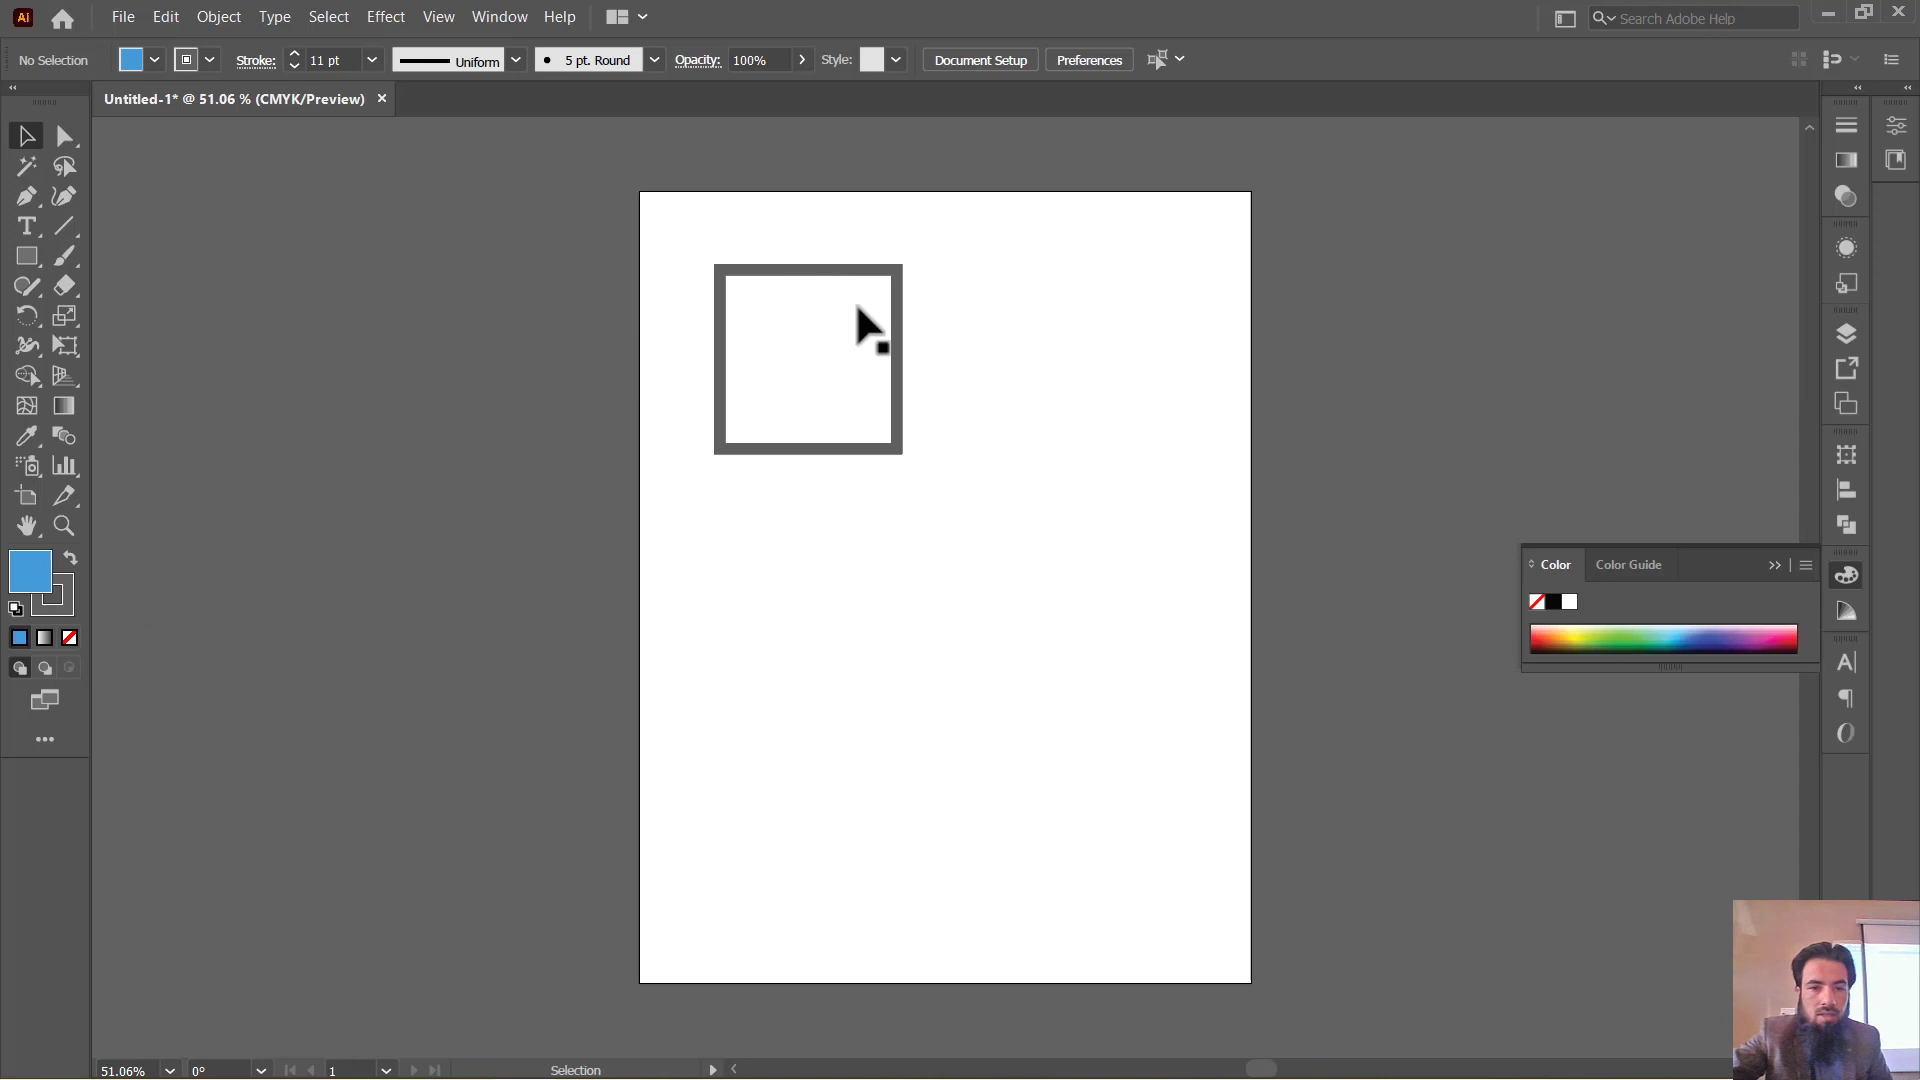 Ai File Edit Object Type Select Effect View Window Help Search Adobe Help
No Selection Stroke: 11 pt Uniform 5 pt. Round Opacity: 100% Style: Document Setup Preferences
Untitled-1* @ 51.06 % (CMYK/Preview)
Color Color Guide
51.06% 0° 1 Selection